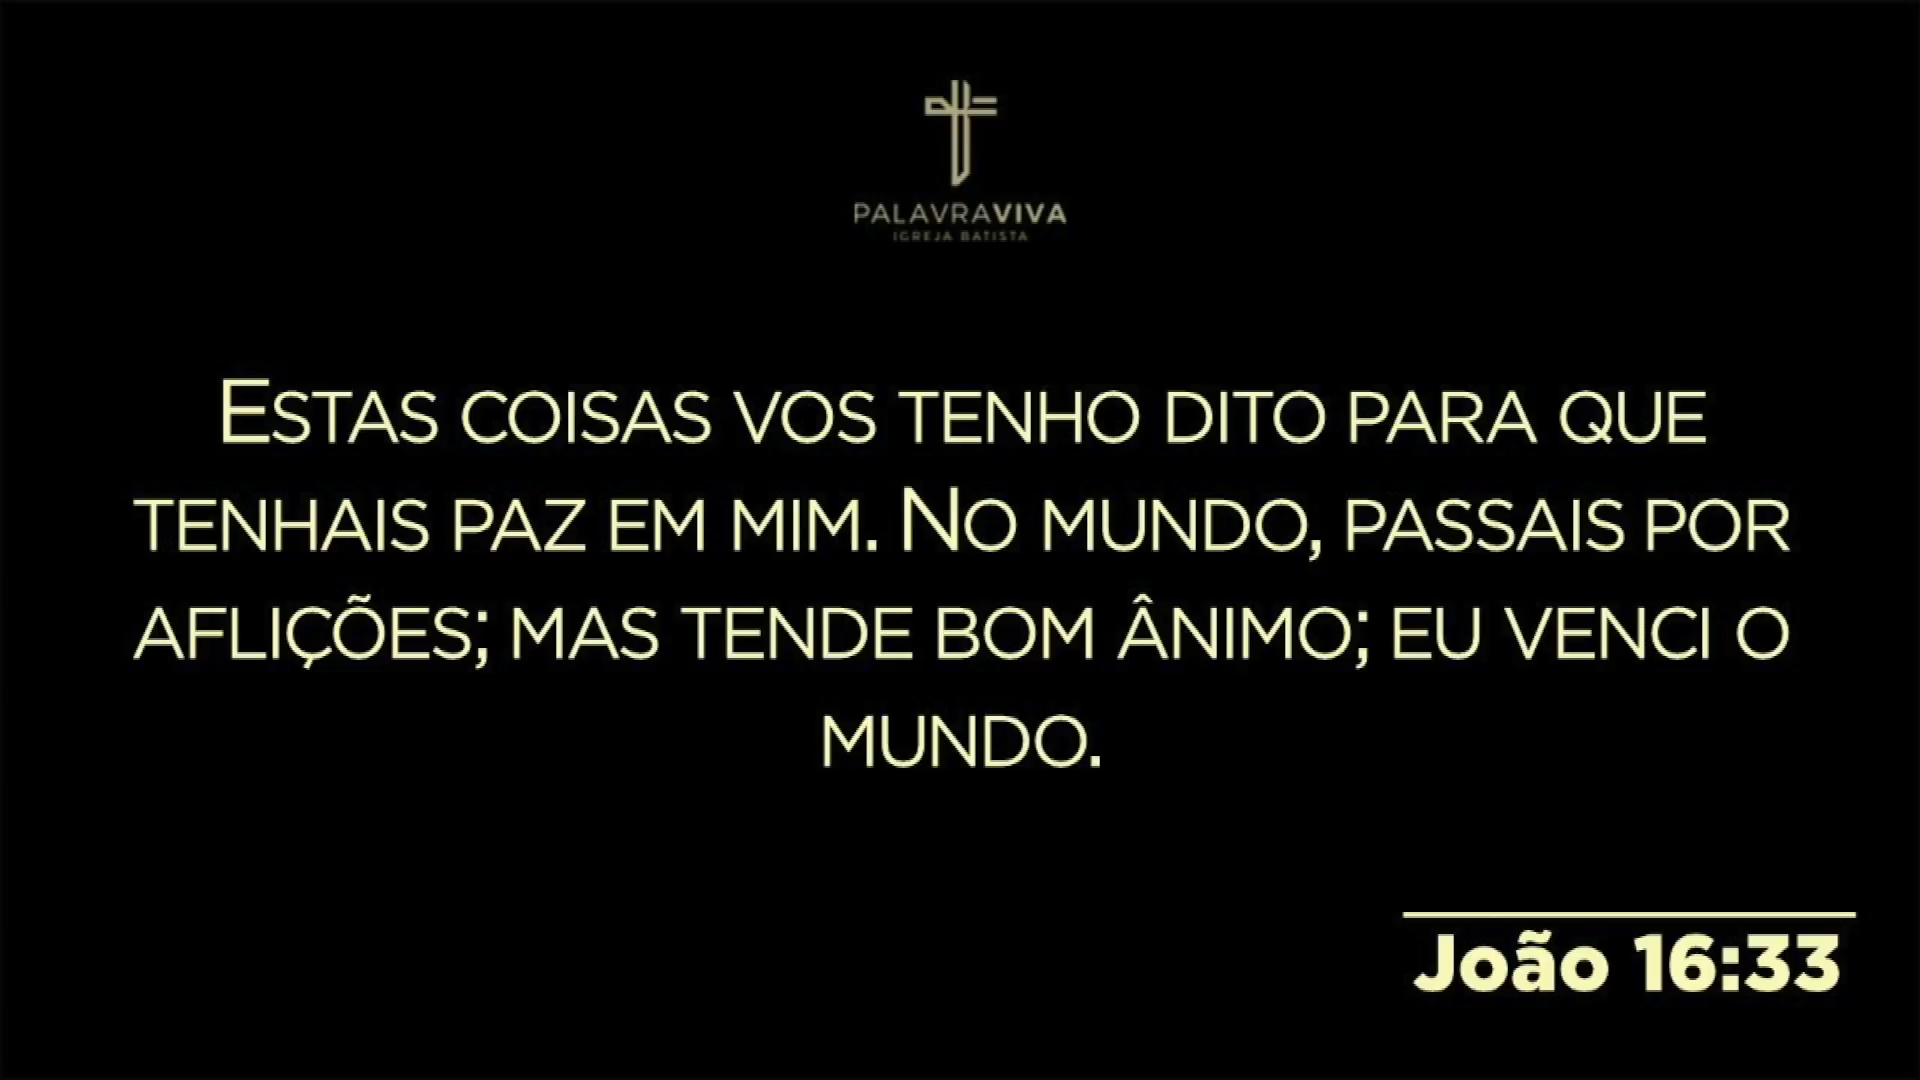 PALAVRAVIVA
IGREJA BATISTA
Estas coisas vos tenho dito para que
tenhais paz em mim. No mundo, passais por
aflições; mas tende bom ânimo; eu venci o
mundo.
João 16:33